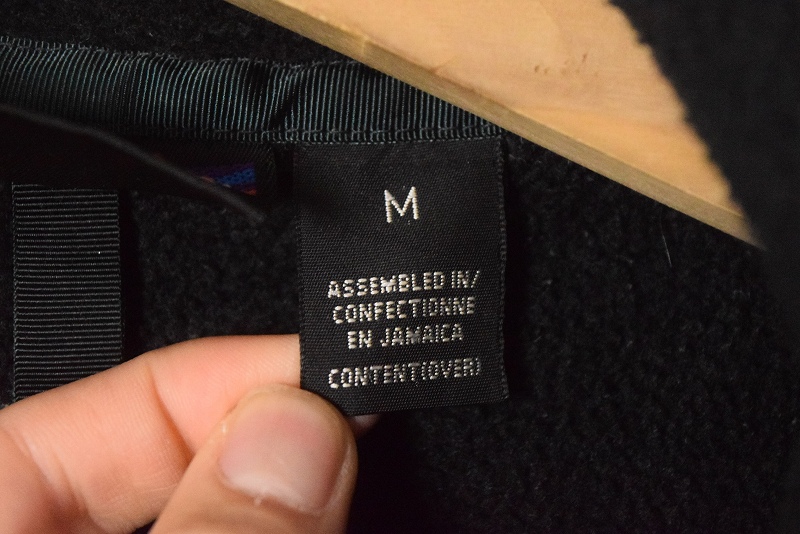 M
ASSEMBLED IN/
CONFECTIONNE
EN JAMAICA
CONTENT(OVER)